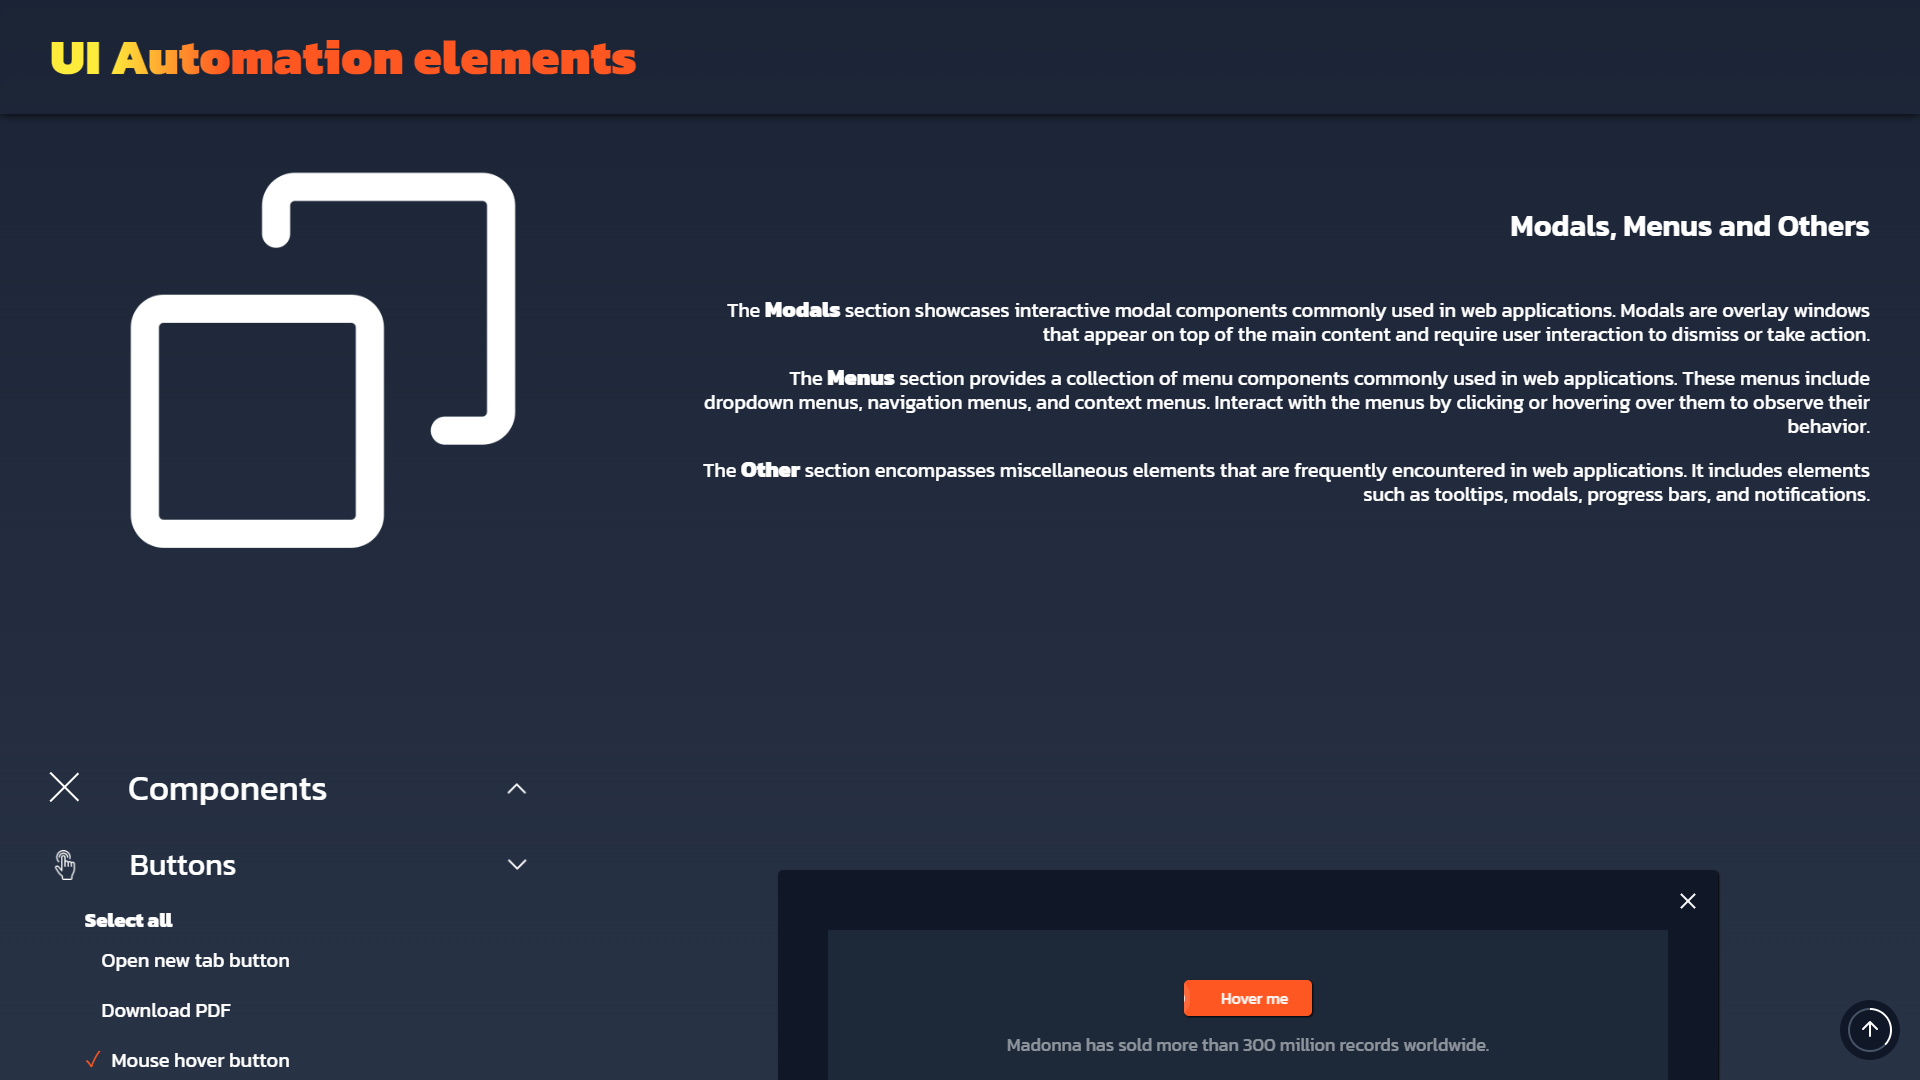 UI Automation elements
Modals, Menus and Others
The Modals section showcases interactive modal components commonly used in web applications. Modals are overlay windows
that appear on top of the main content and require user interaction to dismiss or take action.
The Menus section provides a collection of menu components commonly used in web applications. These menus include
dropdown menus, navigation menus, and context menus. Interact with the menus by clicking or hovering over them to observe their
behavior.
The Other section encompasses miscellaneous elements that are frequently encountered in web applications. It includes elements
such as tooltips, modals, progress bars, and notifications.
Components
Buttons
Select all
Open new tab button
Download PDF
Mouse hover button
Hover me
Madonna has sold more than 300 million records worldwide.